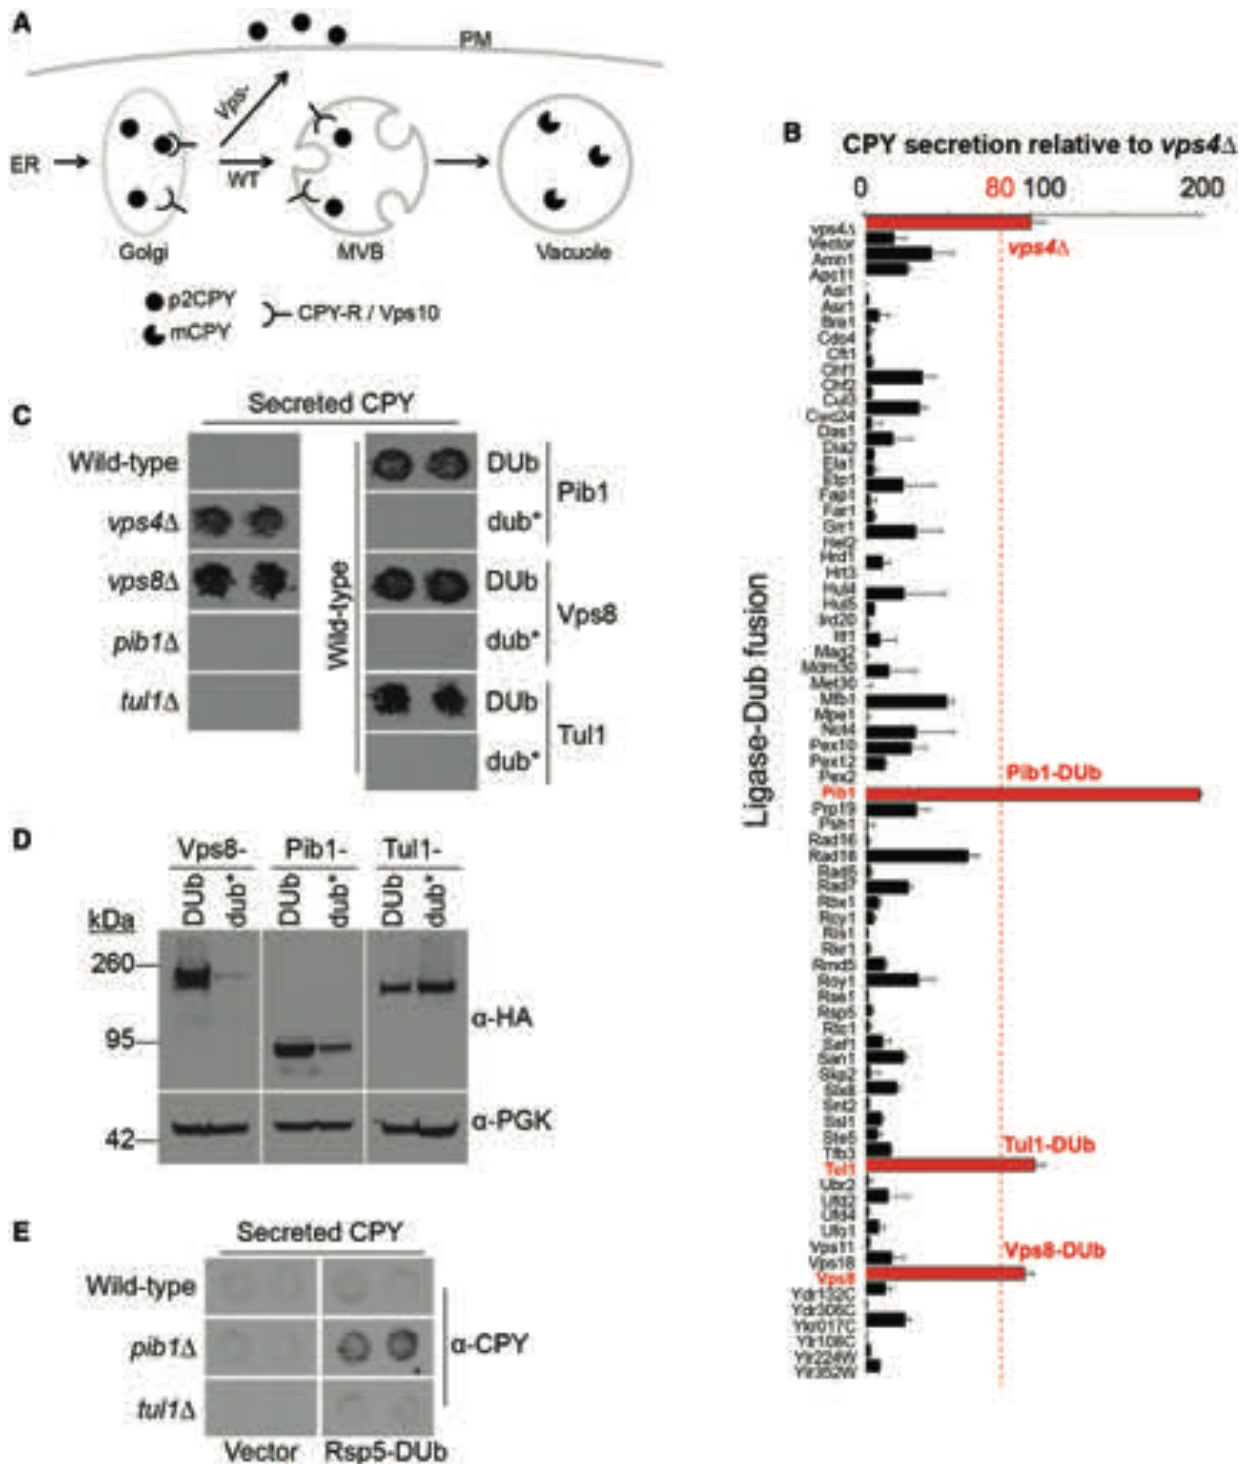 A
PM
Vps-
ER
WT
Golgi
MVB
Vacuole
p2CPY
CPY-R / Vps10
mCPY
B
CPY secretion relative to vps4Δ
0
80
100
200
vps4Δ
vps4Δ
Vector
Amn1
Apc11
Asi1
Asr1
Bre1
Cdc4
Cft1
Chf1
Chf2
Cul3
Cwc24
Das1
Dia2
Ela1
Etp1
Fap1
Far1
Grr1
Hel2
Hrd1
Hrt3
Hul4
Hul5
Irc20
Itt1
Mag2
Mdm30
Met30
Mfb1
Mpe1
Not4
Pex10
Pex12
Pex2
Pib1-DUb
Pib1
Prp19
Psh1
Rad16
Rad18
Rad5
Rad7
Rbx1
Rcy1
Ris1
Rkr1
Rmd5
Roy1
Rse1
Rsp5
Rtc1
Saf1
San1
Skp2
Slx8
Snt2
Ssl1
Ste5
Tfb3
Tul1-DUb
Tul1
Ubr2
Ufd2
Ufd4
Ufo1
Vps11
Vps18
Vps8-DUb
Vps8
Ydr132C
Ydr306C
Ykr017C
Ylr108C
Ylr224W
Ylr352W
Ligase-Dub fusion
C
Secreted CPY
Wild-type
vps4Δ
vps8Δ
pib1Δ
tul1Δ
Wild-type
DUb
dub*
Pib1
DUb
dub*
Vps8
DUb
dub*
Tul1
D
Vps8-
Pib1-
Tul1-
DUb
dub*
DUb
dub*
DUb
dub*
kDa
260
95
42
α-HA
α-PGK
E
Secreted CPY
Wild-type
pib1Δ
tul1Δ
α-CPY
Vector
Rsp5-DUb